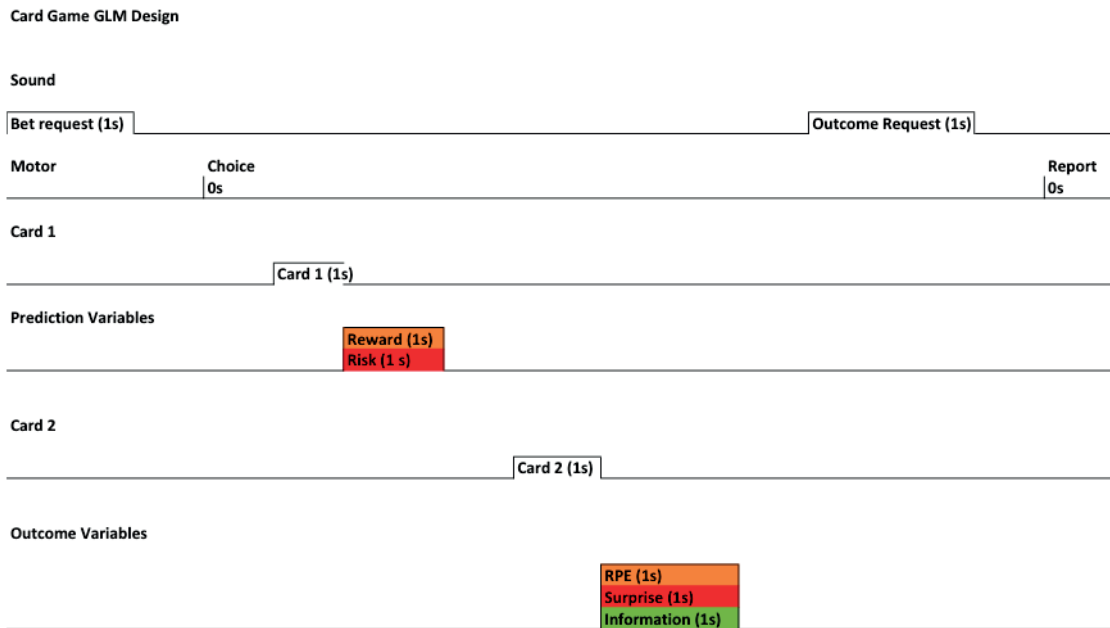 Card Game GLM Design
Sound
Bet request (1s)
Outcome Request (1s)
Motor
Choice
Report
0s
0s
Card 1
Card 1 (1s)
Prediction Variables
Reward (1s)
Risk (1 s)
Card 2
Card 2 (1s)
Outcome Variables
RPE (1s)
Surprise (1s)
Information (1s)